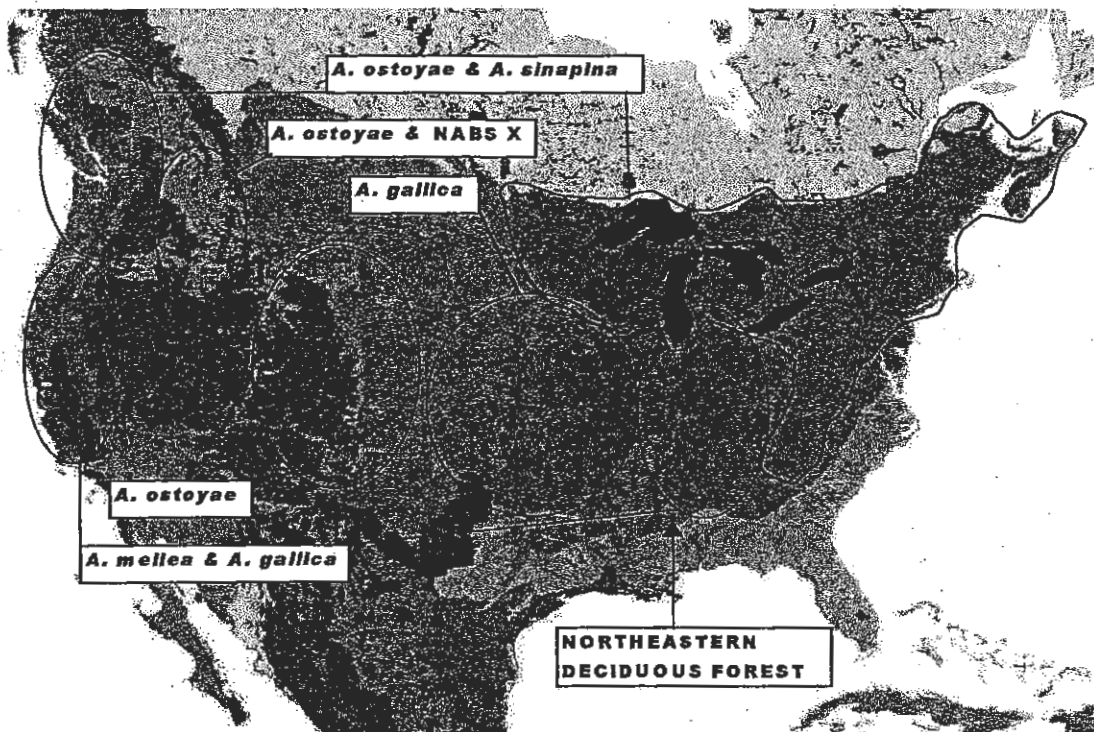 A. ostoyae & A. sinapina
A. ostoyae & NABS X
A. gallica
A. ostoyae
A. mellea & A. gallica
NORTHEASTERN
DECIDUOUS FOREST